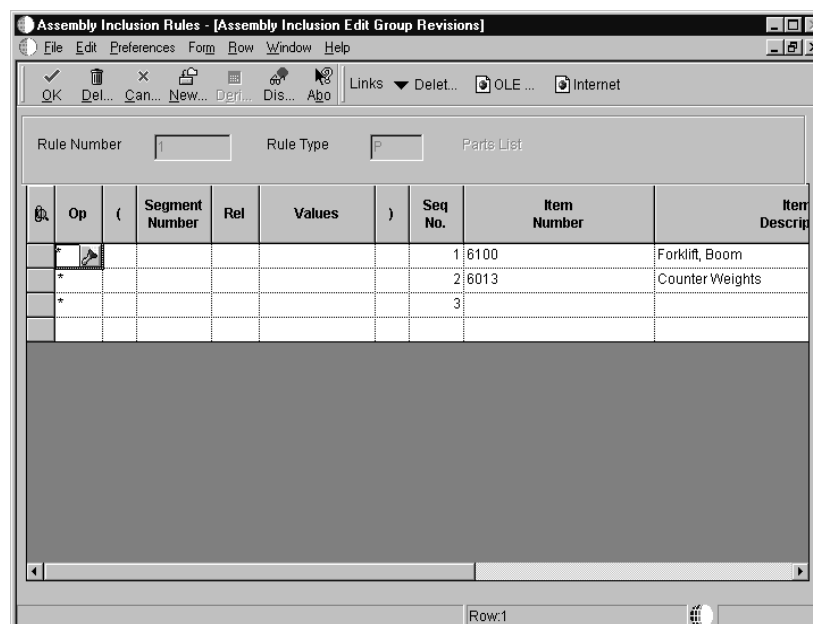 Assembly Inclusion Rules - [Assembly Inclusion Edit Group Revisions]
File Edit Preferences Form Row Window Help
OK Del... Can... New... Deri... Dis... Abo Links Delet... OLE ... Internet
Rule Number 1 Rule Type P Parts List
Op ( Segment Number Rel Values ) Seq No. Item Number Item Descrip
* 1 6100 Forklift, Boom
* 2 6013 Counter Weights
* 3
Row:1